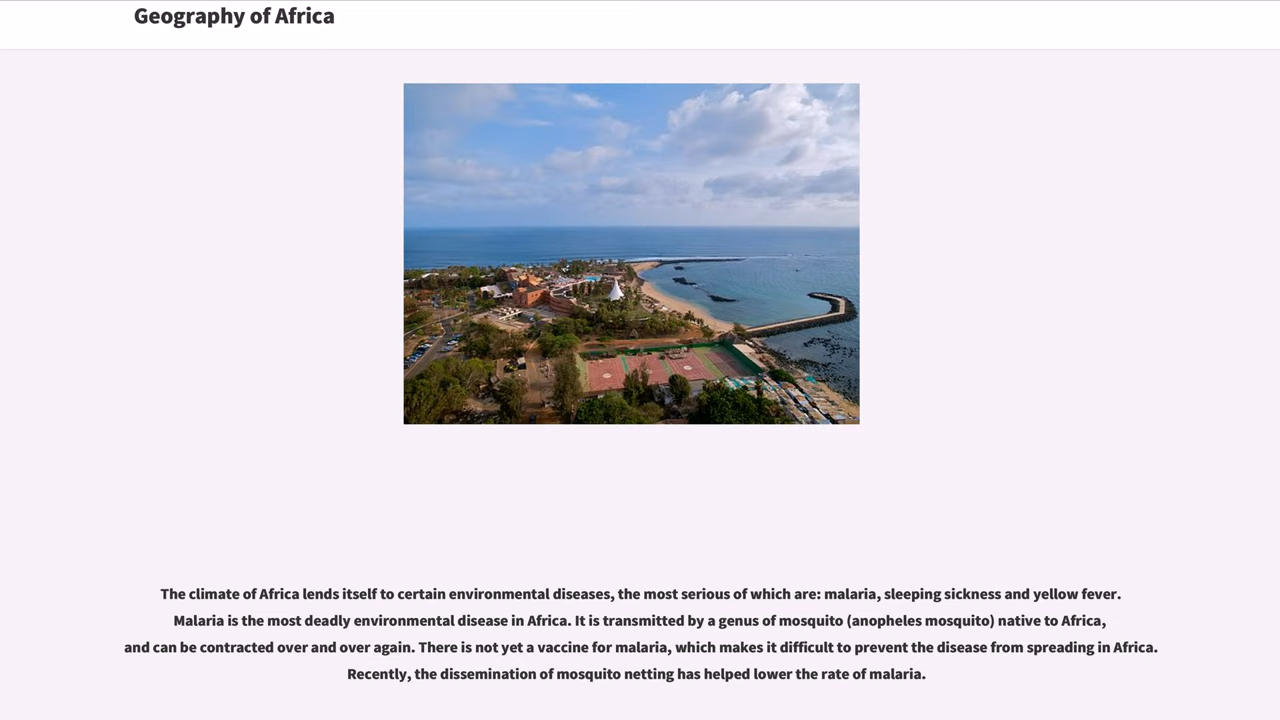 Geography of Africa
The climate of Africa lends itself to certain environmental diseases, the most serious of which are: malaria, sleeping sickness and yellow fever.
Malaria is the most deadly environmental disease in Africa. It is transmitted by a genus of mosquito (anopheles mosquito) native to Africa,
and can be contracted over and over again. There is not yet a vaccine for malaria, which makes it difficult to prevent the disease from spreading in Africa.
Recently, the dissemination of mosquito netting has helped lower the rate of malaria.